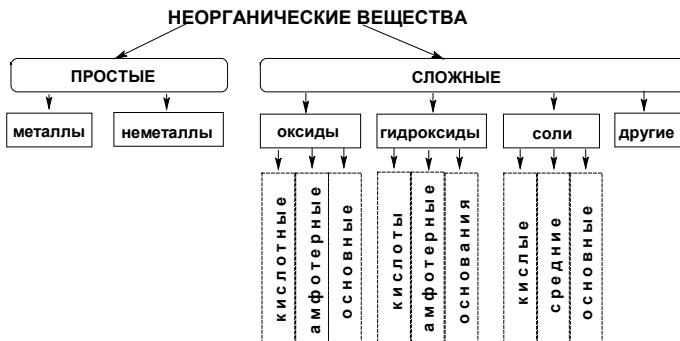 НЕОРГАНИЧЕСКИЕ ВЕЩЕСТВА
ПРОСТЫЕ
СЛОЖНЫЕ
металлы
неметаллы
оксиды
гидроксиды
соли
другие
кислотные
амфотерные
основные
кислоты
амфотерные
основания
кислые
средние
основные